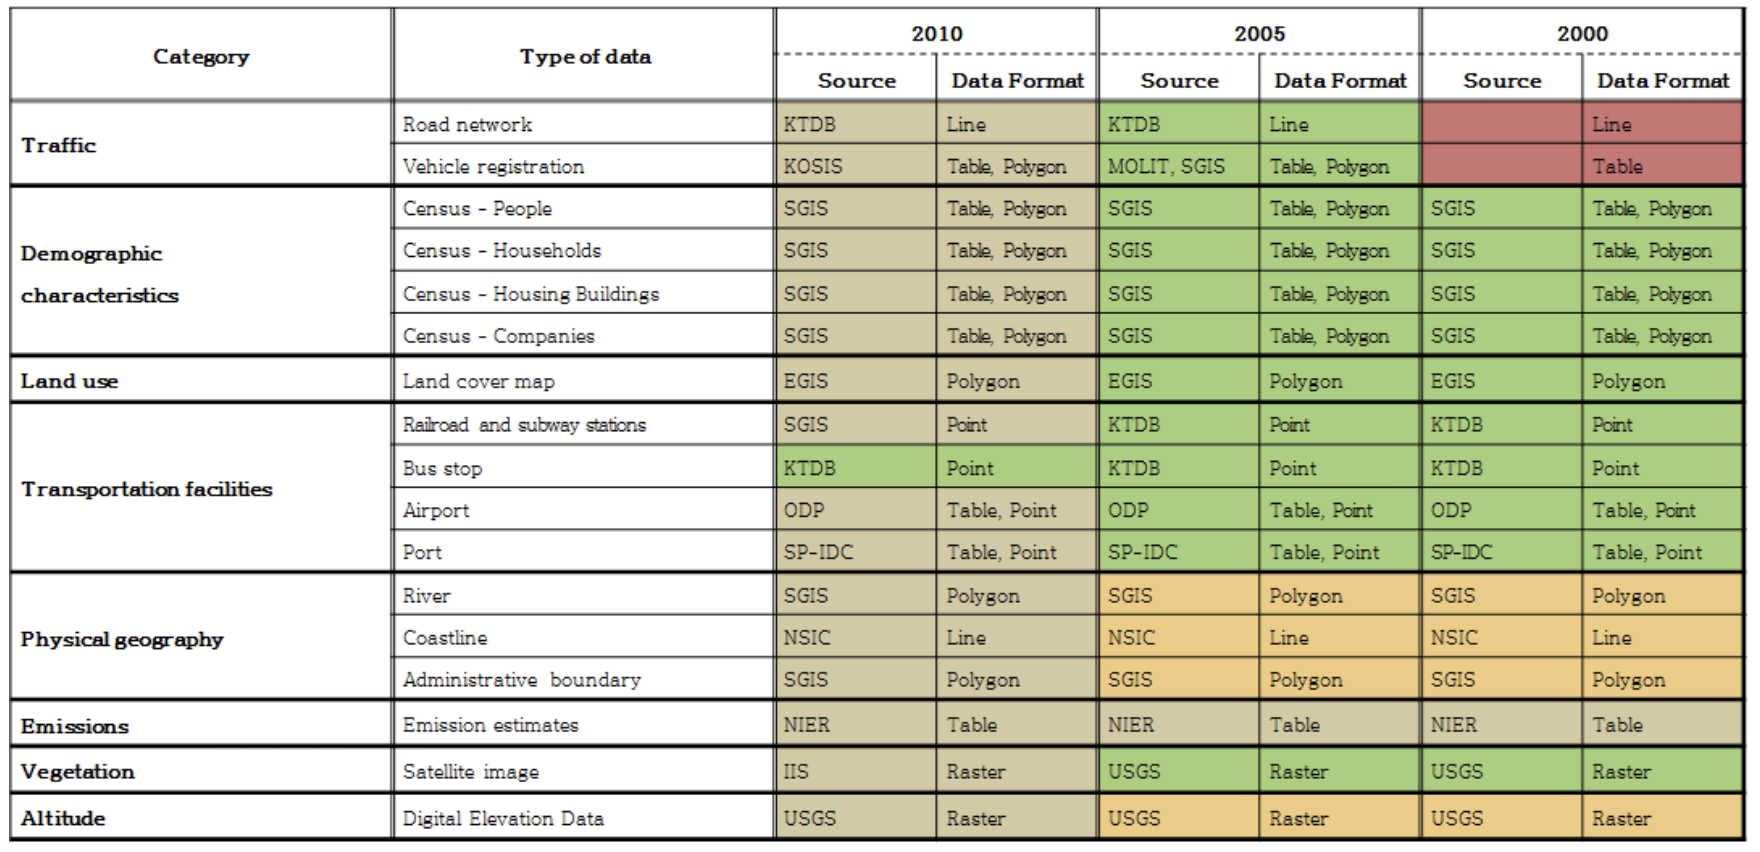 2010 2005 2000
Category Type of data
Source Data Format Source Data Format Source Data Format
Road network KTDB Line KTDB Line Line
Traffic
Vehicle registration KOSIS Table, Polygon MOLIT, SGIS Table, Polygon Table
Census - People SGIS Table, Polygon SGIS Table, Polygon SGIS Table, Polygon
Demographic Census - Households SGIS Table, Polygon SGIS Table, Polygon SGIS Table, Polygon
characteristics Census - Housing Buildings SGIS Table, Polygon SGIS Table, Polygon SGIS Table, Polygon
Census - Companies SGIS Table, Polygon SGIS Table, Polygon SGIS Table, Polygon
Land use Land cover map EGIS Polygon EGIS Polygon EGIS Polygon
Railroad and subway stations SGIS Point KTDB Point KTDB Point
Bus stop KTDB Point KTDB Point KTDB Point
Transportation facilities
Airport ODP Table, Point ODP Table, Point ODP Table, Point
Port SP-IDC Table, Point SP-IDC Table, Point SP-IDC Table, Point
River SGIS Polygon SGIS Polygon SGIS Polygon
Physical geography Coastline NSIC Line NSIC Line NSIC Line
Administrative boundary SGIS Polygon SGIS Polygon SGIS Polygon
Emissions Emission estimates NIER Table NIER Table NIER Table
Vegetation Satellite image IIS Raster USGS Raster USGS Raster
Altitude Digital Elevation Data USGS Raster USGS Raster USGS Raster